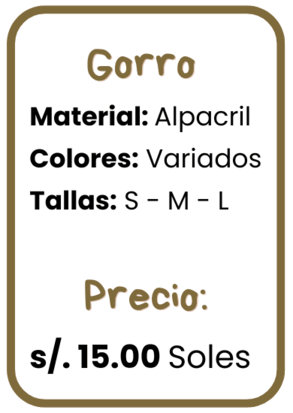 Gorro
Material: Alpacril
Colores: Variados
Tallas: S - M - L
Precio:
s/. 15.00 Soles